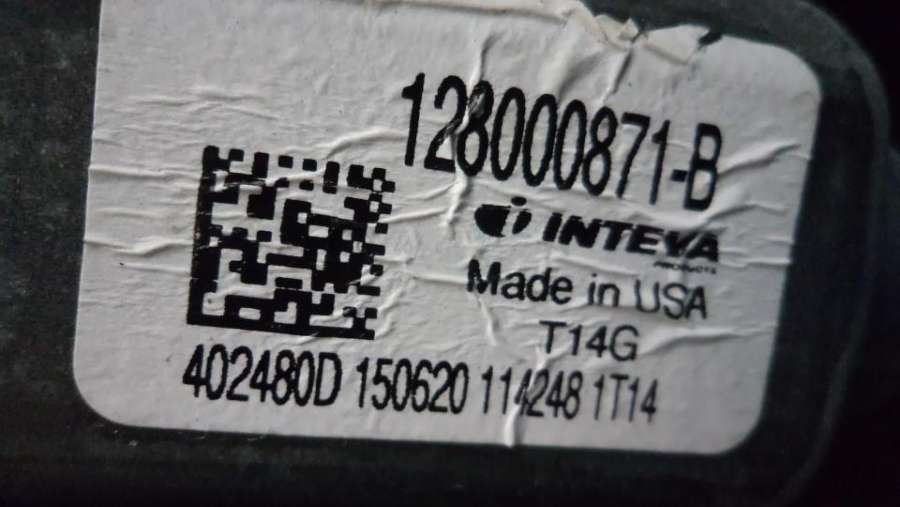 128000871-B
INTEVA
PRODUCTS
Made in USA
T14G
402480D 150620 114248 1T14